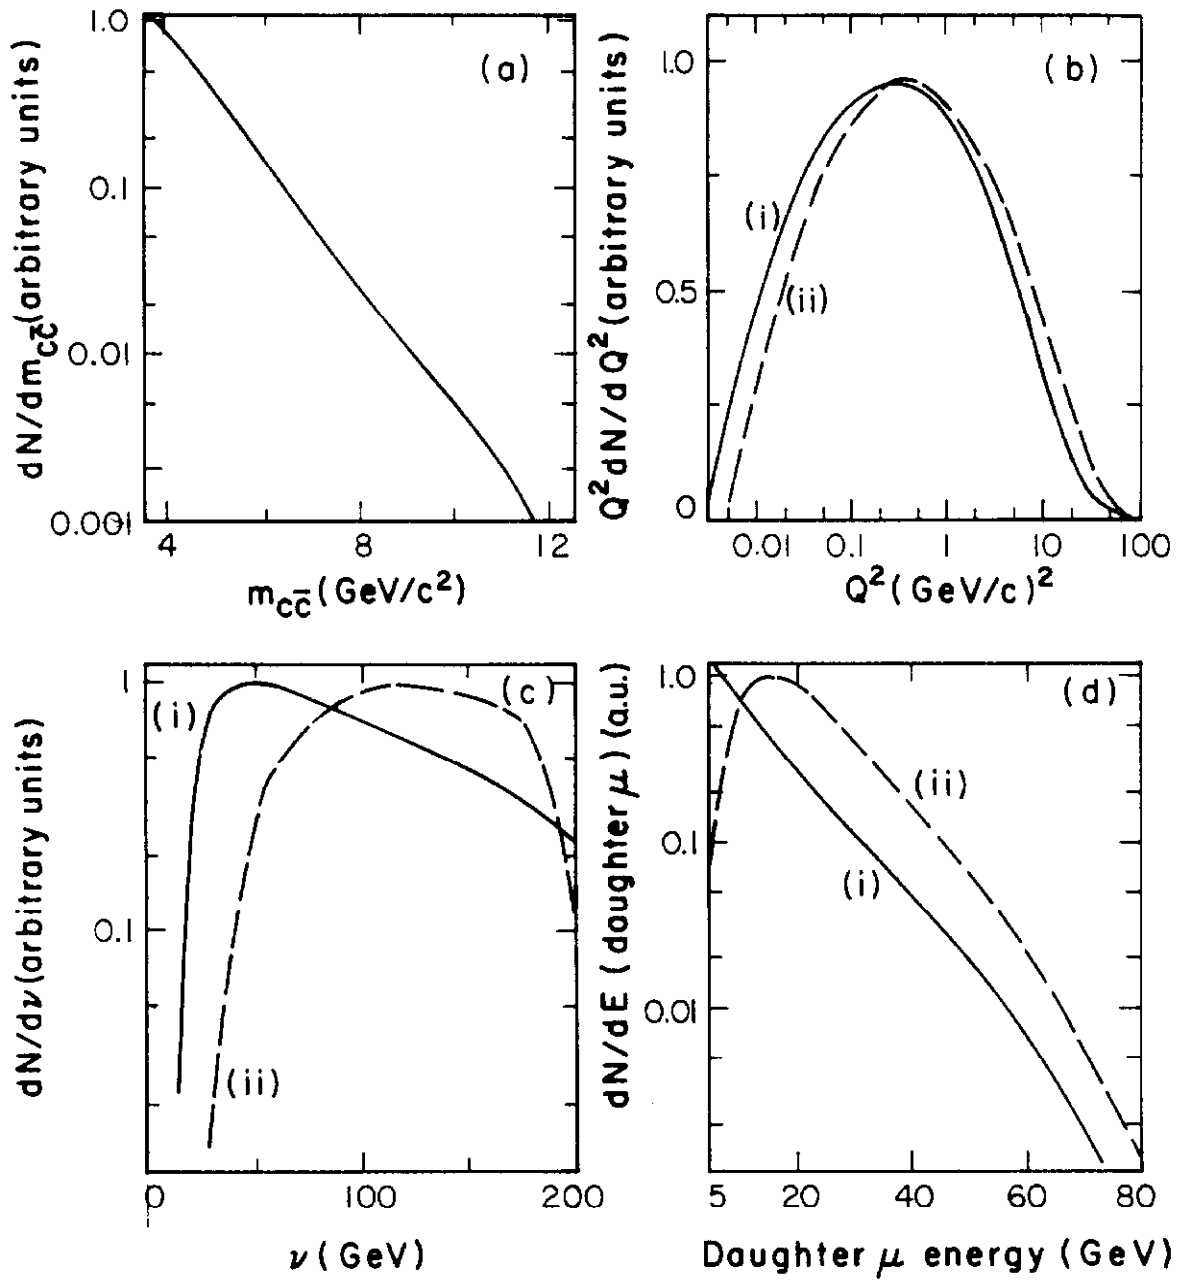 (a)
dN/dm_cc̄ (arbitrary units)
1.0
0.1
0.01
0.001
4 8 12
m_cc̄ (GeV/c²)
(b)
Q² dN/dQ² (arbitrary units)
1.0
0.5
0
(i)
(ii)
0.01 0.1 1 10 100
Q² (GeV/c)²
(c)
dN/dν (arbitrary units)
1
0.1
(i)
(ii)
0 100 200
ν (GeV)
(d)
dN/dE (daughter μ) (a.u.)
1.0
0.1
0.01
(ii)
(i)
5 20 40 60 80
Daughter μ energy (GeV)